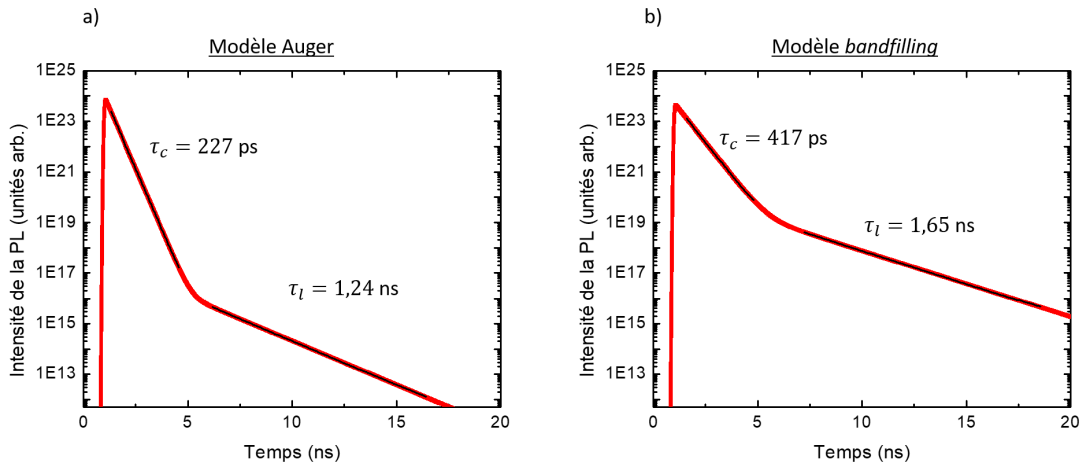 a)
Modèle Auger
Intensité de la PL (unités arb.)
1E25
1E23
1E21
1E19
1E17
1E15
1E13
τc = 227 ps
τl = 1,24 ns
0
5
10
15
20
Temps (ns)
b)
Modèle bandfilling
Intensité de la PL (unités arb.)
1E25
1E23
1E21
1E19
1E17
1E15
1E13
τc = 417 ps
τl = 1,65 ns
0
5
10
15
20
Temps (ns)